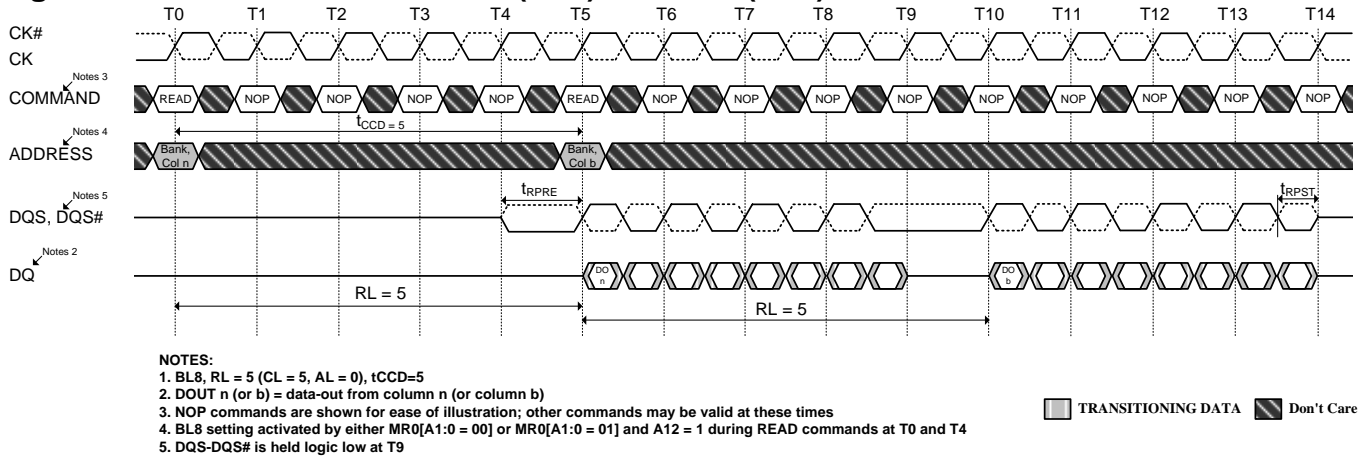 T0 T1 T2 T3 T4 T5 T6 T7 T8 T9 T10 T11 T12 T13 T14
CK#
CK
Notes 3
COMMAND READ NOP NOP NOP NOP READ NOP NOP NOP NOP NOP NOP NOP NOP NOP
tCCD = 5
Notes 4
ADDRESS
Bank, Col n
Bank, Col b
Notes 5
tRPRE
tRPST
DQS, DQS#
Notes 2
DQ
DO n
DO b
RL = 5
RL = 5
NOTES:
1. BL8, RL = 5 (CL = 5, AL = 0), tCCD=5
2. DOUT n (or b) = data-out from column n (or column b)
3. NOP commands are shown for ease of illustration; other commands may be valid at these times
4. BL8 setting activated by either MR0[A1:0 = 00] or MR0[A1:0 = 01] and A12 = 1 during READ commands at T0 and T4
5. DQS-DQS# is held logic low at T9
TRANSITIONING DATA
Don't Care